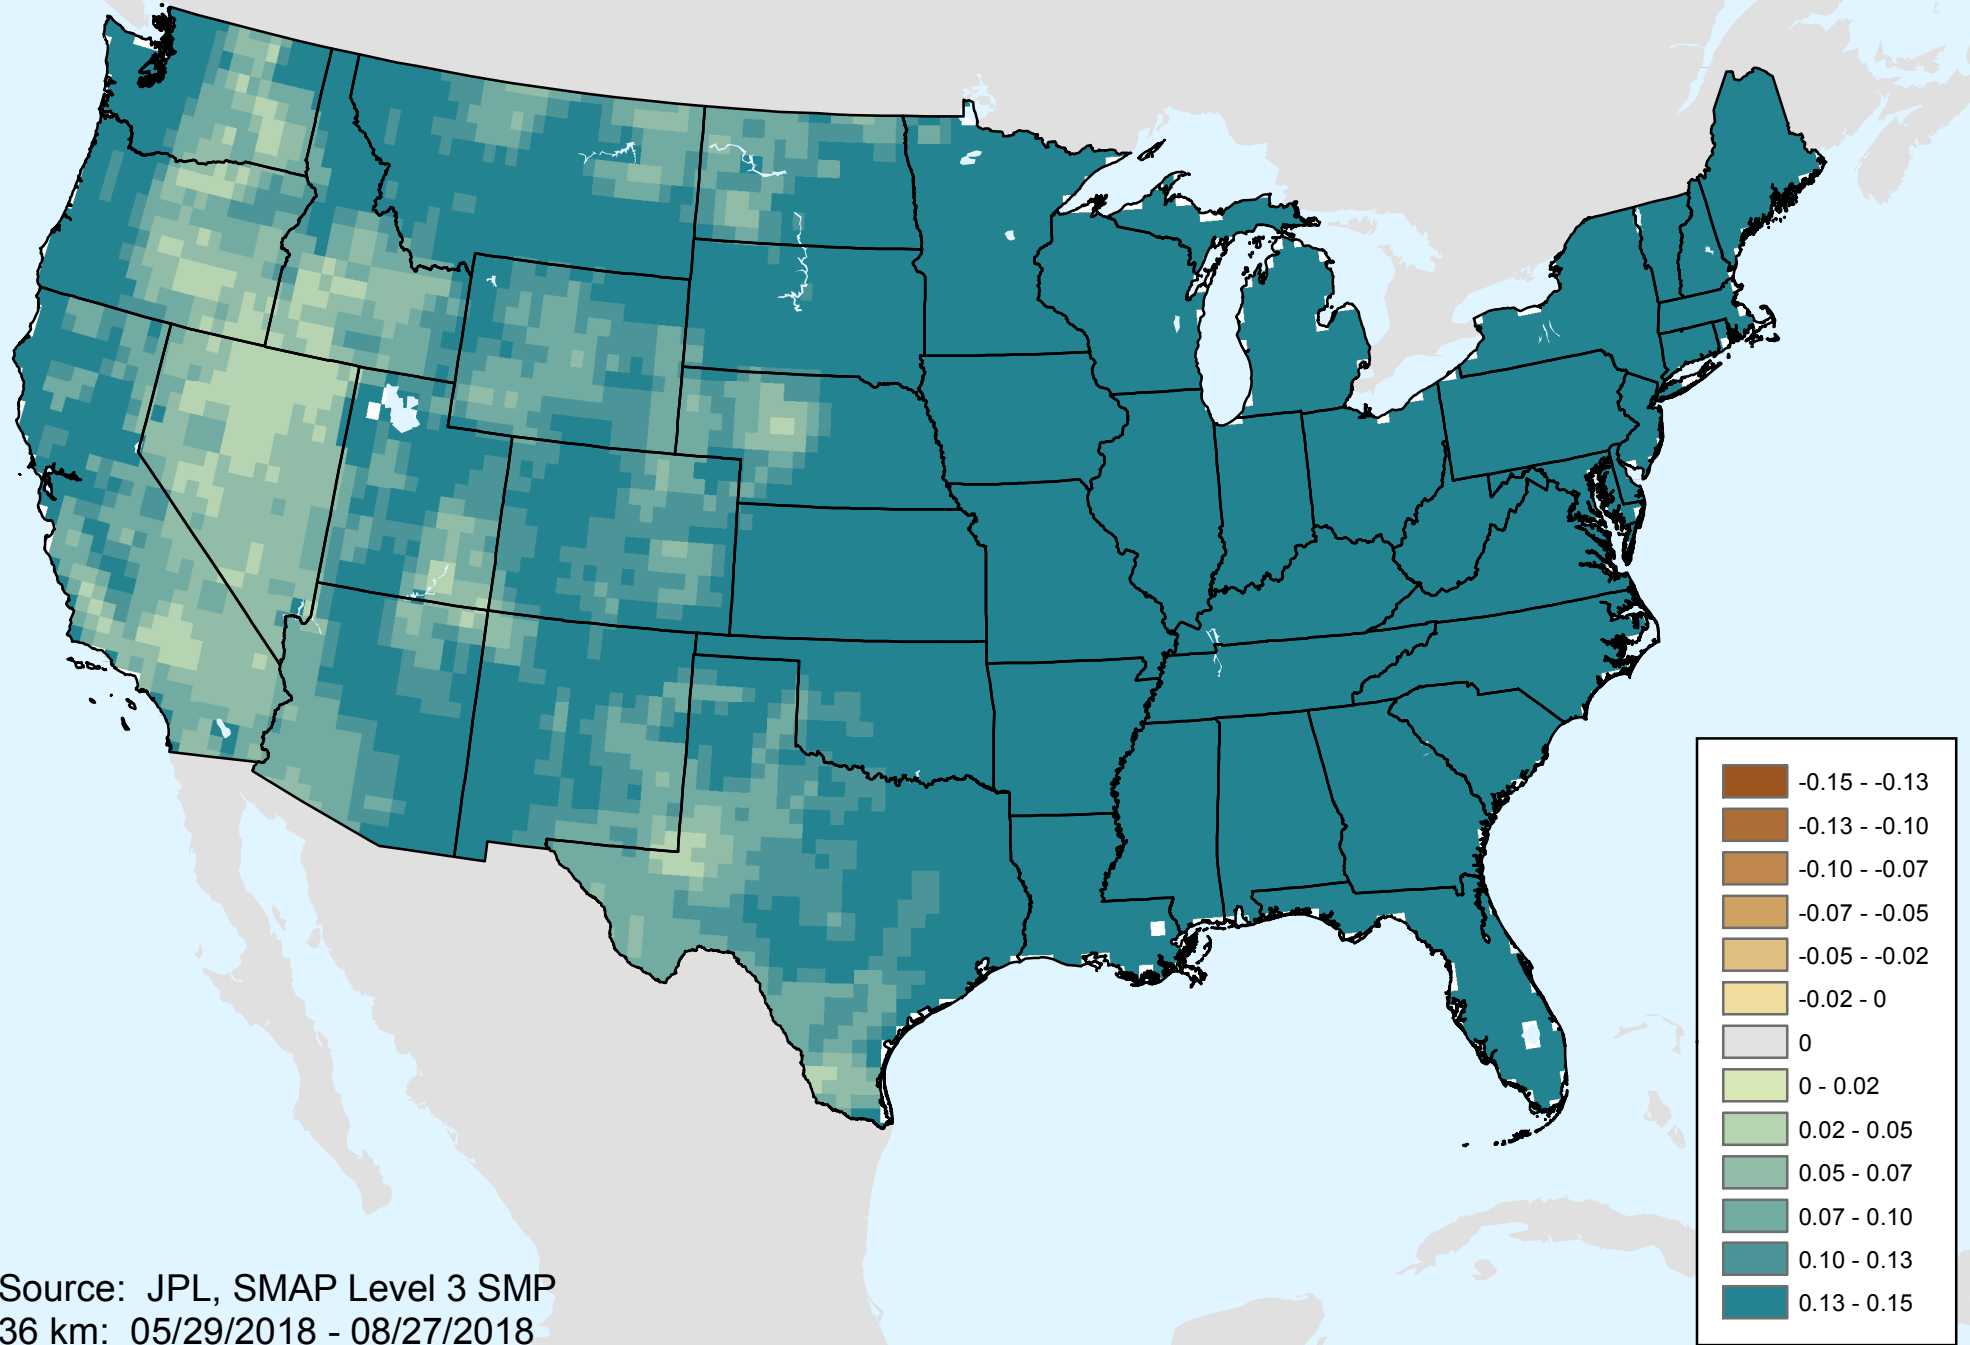 -0.15 - -0.13
-0.13 - -0.10
-0.10 - -0.07
-0.07 - -0.05
-0.05 - -0.02
-0.02 - 0
0
0 - 0.02
0.02 - 0.05
0.05 - 0.07
0.07 - 0.10
0.10 - 0.13
0.13 - 0.15
Source: JPL, SMAP Level 3 SMP
36 km: 05/29/2018 - 08/27/2018